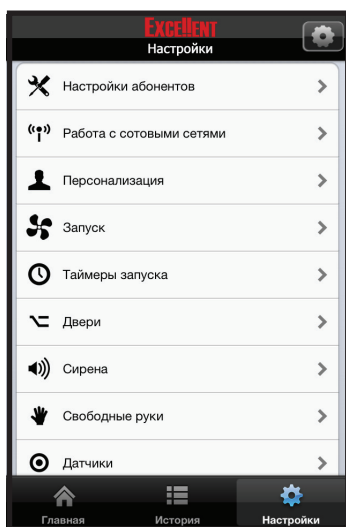 EXCELLENT
Настройки
Настройки абонентов
Работа с сотовыми сетями
Персонализация
Запуск
Таймеры запуска
Двери
Сирена
Свободные руки
Датчики
Главная
История
Настройки